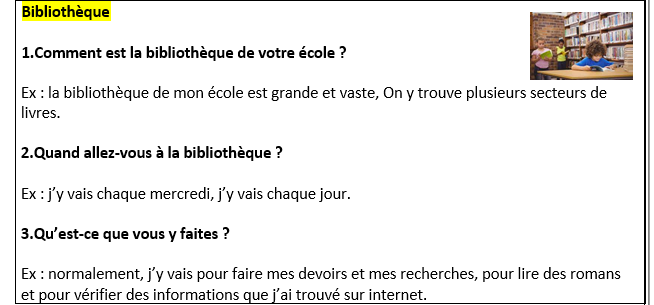 Bibliothèque
1.Comment est la bibliothèque de votre école ?
Ex : la bibliothèque de mon école est grande et vaste, On y trouve plusieurs secteurs de
livres.
2.Quand allez-vous à la bibliothèque ?
Ex : j’y vais chaque mercredi, j’y vais chaque jour.
3.Qu’est-ce que vous y faites ?
Ex : normalement, j’y vais pour faire mes devoirs et mes recherches, pour lire des romans
et pour vérifier des informations que j’ai trouvé sur internet.